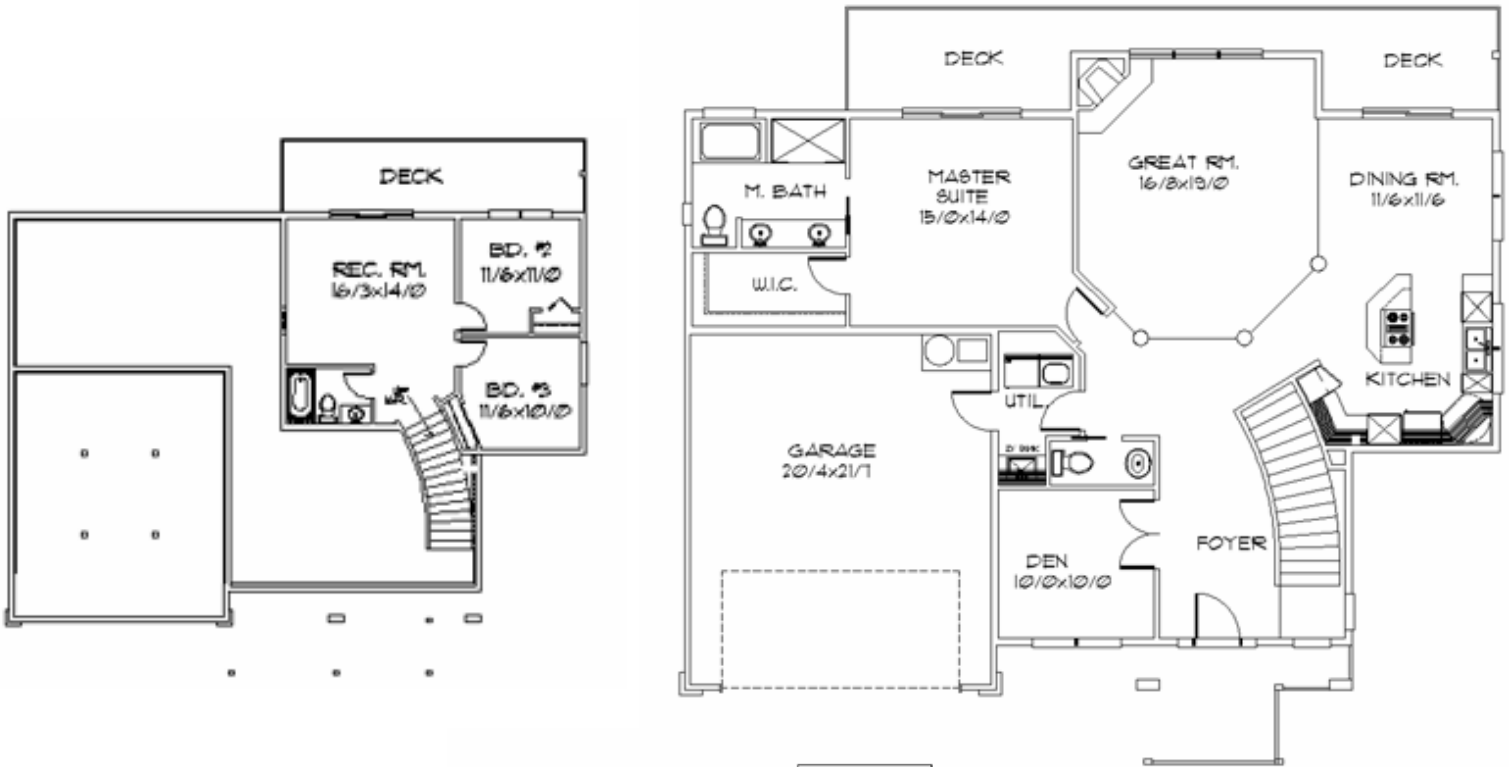 DECK
REC. RM.
16/3x14/0
BD. #2
11/6x11/0
BD. #3
11/6x10/0
DECK
DECK
M. BATH
MASTER
SUITE
15/0x14/0
GREAT RM.
16/8x19/0
DINING RM.
11/6x11/6
W.I.C.
KITCHEN
UTIL.
GARAGE
20/4x21/7
DEN
10/0x10/0
FOYER